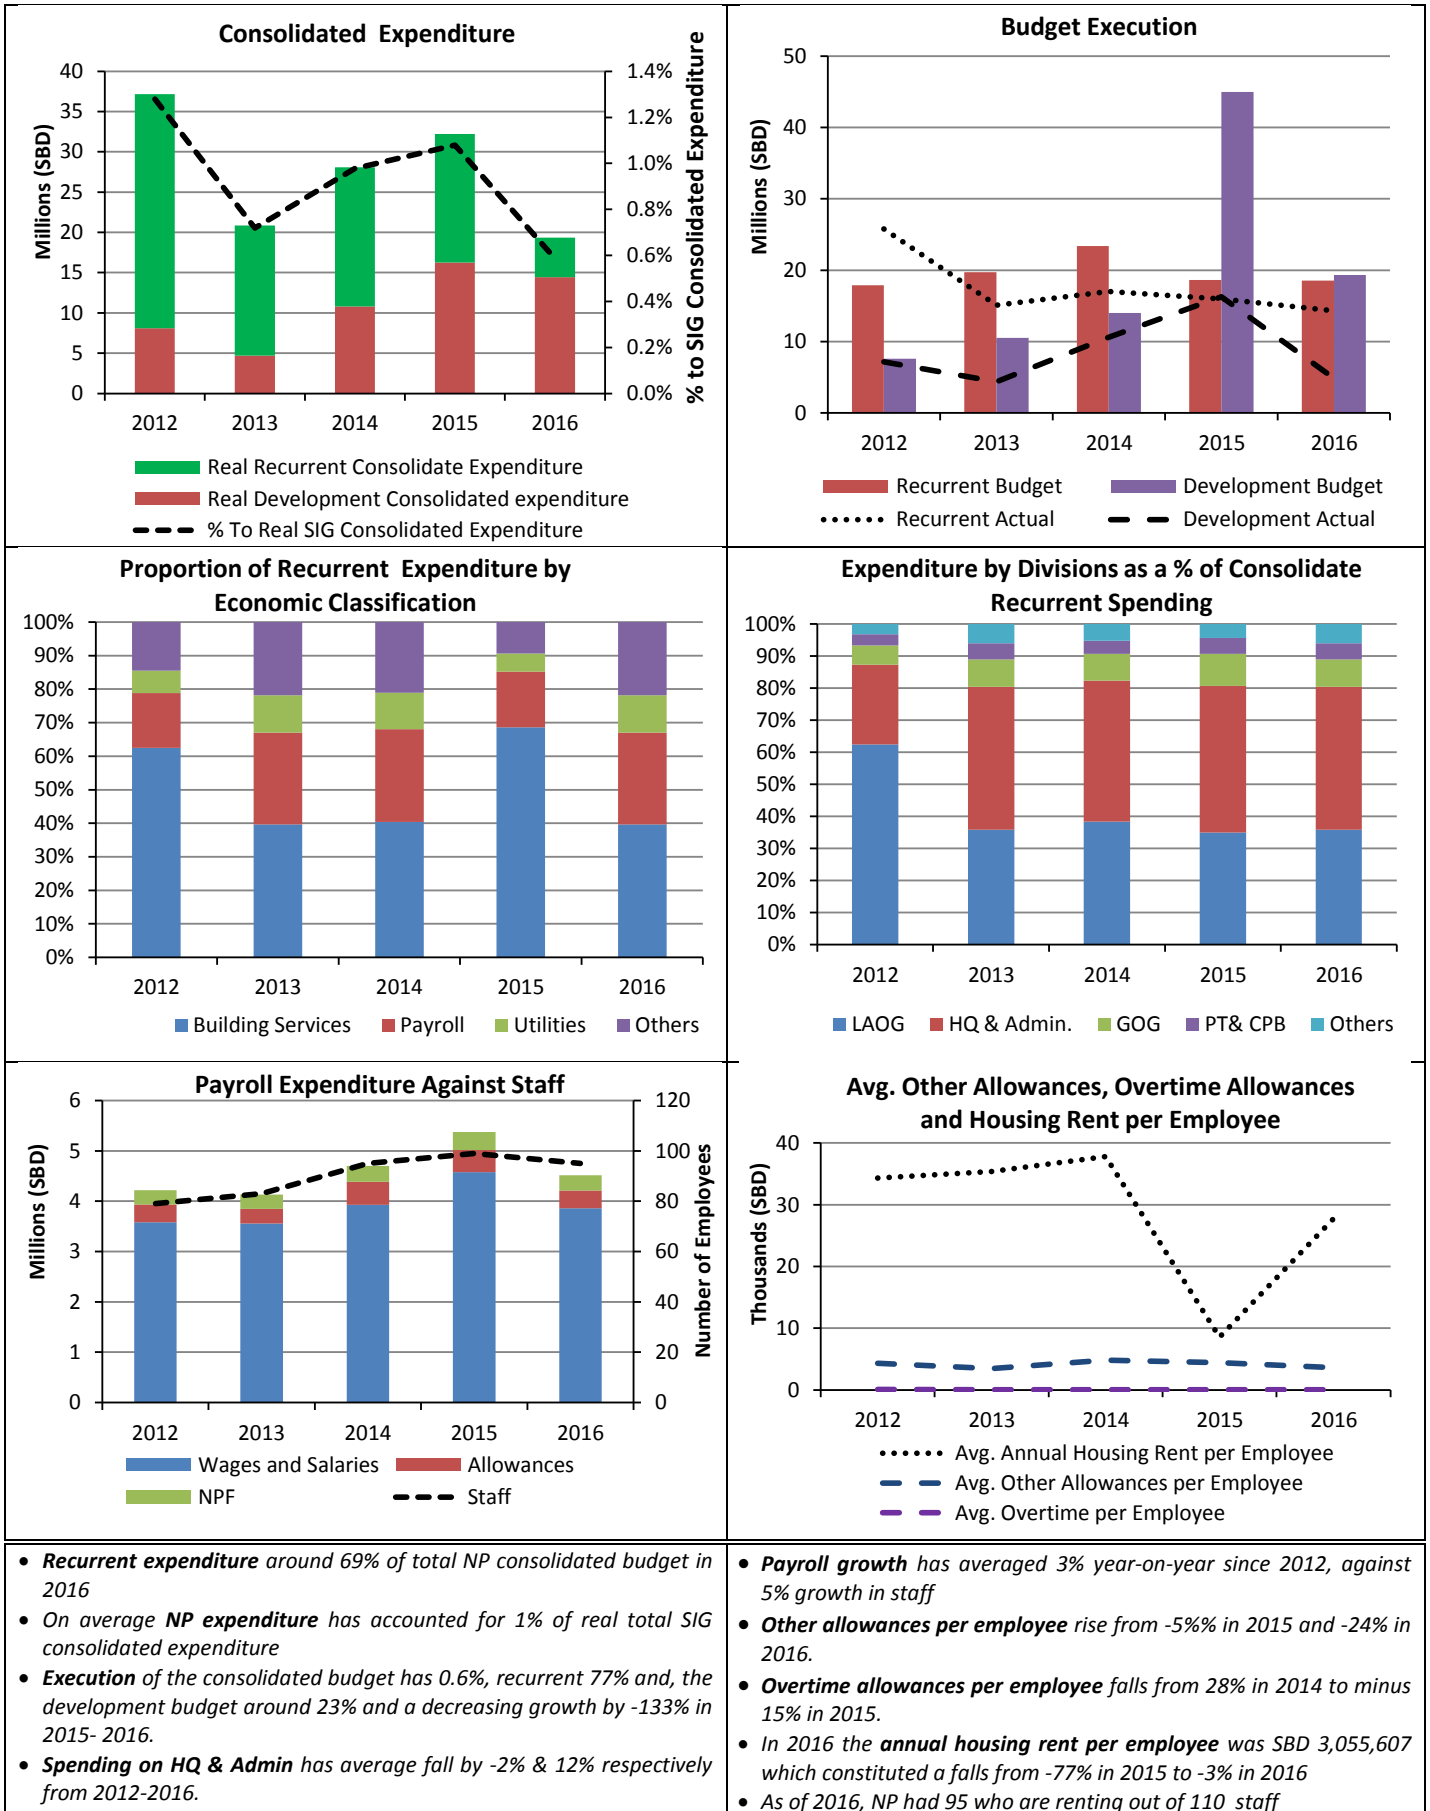 Consolidated Expenditure
40
35
30
25
20
15
10
5
0
Millions (SBD)
1.4%
1.2%
1.0%
0.8%
0.6%
0.4%
0.2%
0.0%
% to SIG Consolidated Expenditure
2012 2013 2014 2015 2016
Real Recurrent Consolidate Expenditure
Real Development Consolidated expenditure
% To Real SIG Consolidated Expenditure
Budget Execution
50
40
30
20
10
0
Millions (SBD)
2012 2013 2014 2015 2016
Recurrent Budget Development Budget
Recurrent Actual Development Actual
Proportion of Recurrent Expenditure by
Economic Classification
100%
90%
80%
70%
60%
50%
40%
30%
20%
10%
0%
2012 2013 2014 2015 2016
Building Services Payroll Utilities Others
Expenditure by Divisions as a % of Consolidate
Recurrent Spending
100%
90%
80%
70%
60%
50%
40%
30%
20%
10%
0%
2012 2013 2014 2015 2016
LAOG HQ & Admin. GOG PT& CPB Others
Payroll Expenditure Against Staff
6
5
4
3
2
1
0
Millions (SBD)
120
100
80
60
40
20
0
Number of Employees
2012 2013 2014 2015 2016
Wages and Salaries Allowances
NPF Staff
Avg. Other Allowances, Overtime Allowances
and Housing Rent per Employee
40
30
20
10
0
Thousands (SBD)
2012 2013 2014 2015 2016
Avg. Annual Housing Rent per Employee
Avg. Other Allowances per Employee
Avg. Overtime per Employee
• Recurrent expenditure around 69% of total NP consolidated budget in
2016
• On average NP expenditure has accounted for 1% of real total SIG
consolidated expenditure
• Execution of the consolidated budget has 0.6%, recurrent 77% and, the
development budget around 23% and a decreasing growth by -133% in
2015- 2016.
• Spending on HQ & Admin has average fall by -2% & 12% respectively
from 2012-2016.
• Payroll growth has averaged 3% year-on-year since 2012, against
5% growth in staff
• Other allowances per employee rise from -5%% in 2015 and -24% in
2016.
• Overtime allowances per employee falls from 28% in 2014 to minus
15% in 2015.
• In 2016 the annual housing rent per employee was SBD 3,055,607
which constituted a falls from -77% in 2015 to -3% in 2016
• As of 2016, NP had 95 who are renting out of 110 staff